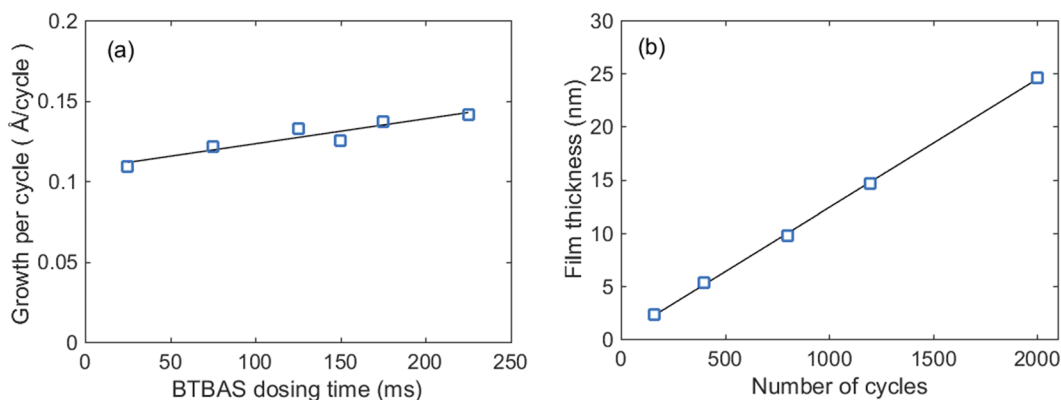 (a)
Growth per cycle ( Å/cycle )
0.2
0.15
0.1
0.05
0
0 50 100 150 200 250
BTBAS dosing time (ms)
(b)
Film thickness (nm)
30
25
20
15
10
5
0
0 500 1000 1500 2000
Number of cycles